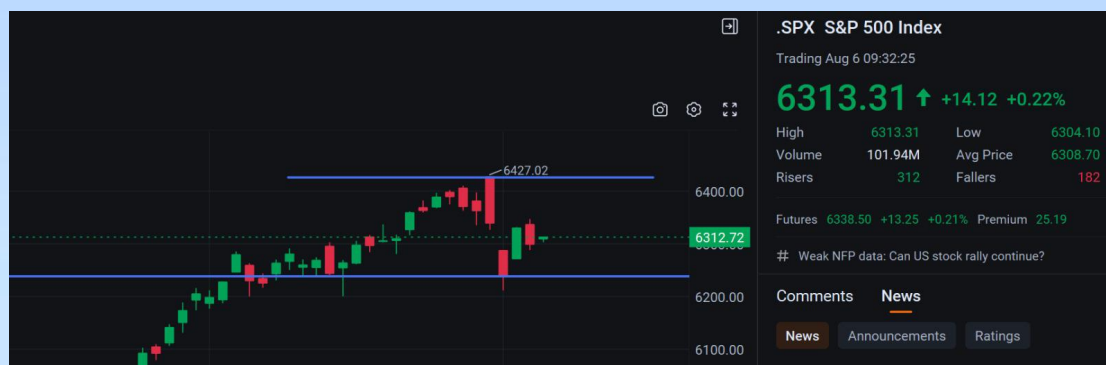 .SPX S&P 500 Index
Trading Aug 6 09:32:25
6313.31 +14.12 +0.22%
High 6313.31 Low 6304.10
Volume 101.94M Avg Price 6308.70
Risers 312 Fallers 182
Futures 6338.50 +13.25 +0.21% Premium 25.19
# Weak NFP data: Can US stock rally continue?
Comments News
News Announcements Ratings
6427.02
6400.00
6312.72
6200.00
6100.00